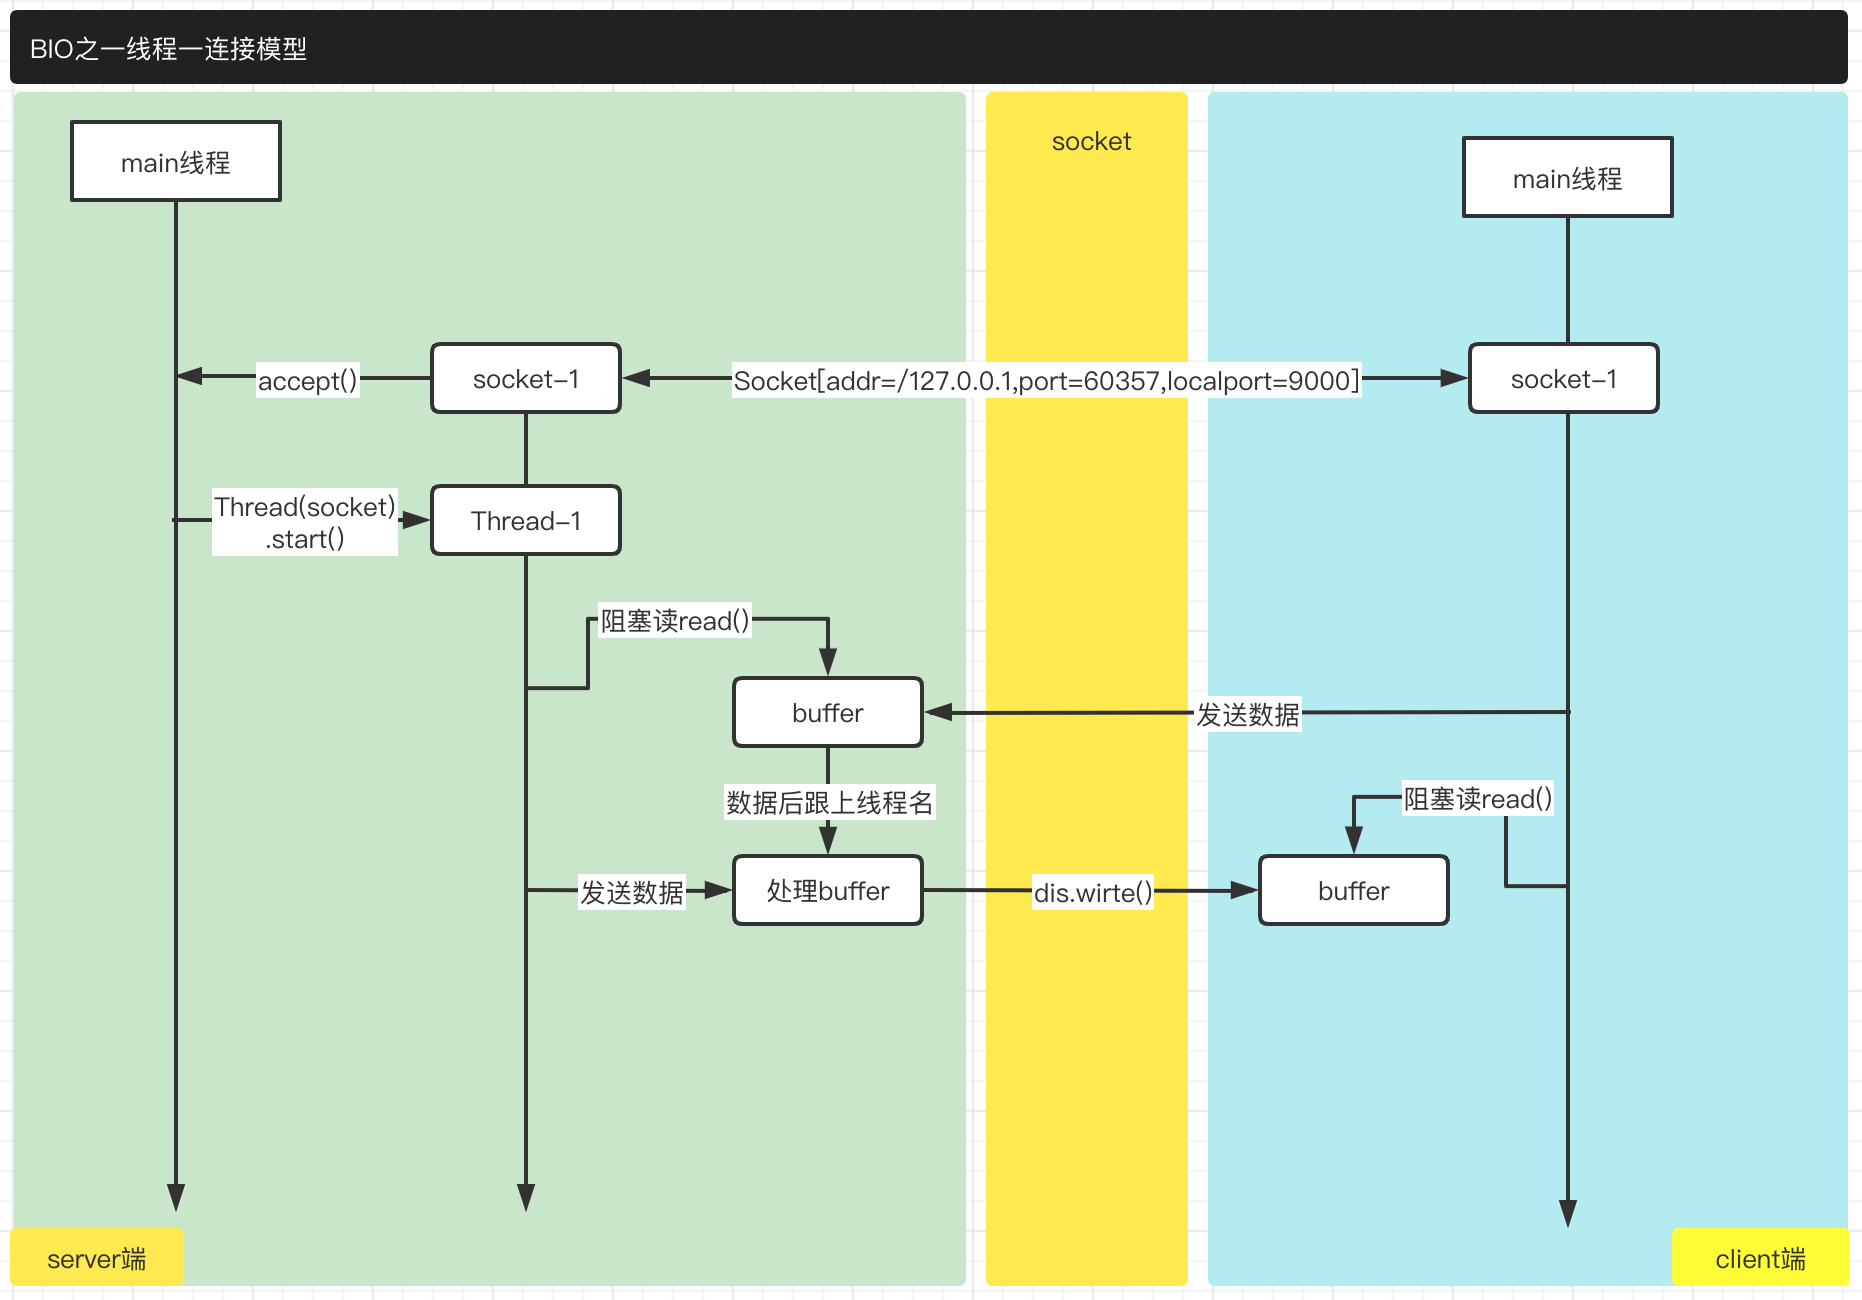 BIO之一线程一连接模型
socket
main线程
main线程
accept()
socket-1
Socket[addr=/127.0.0.1,port=60357,localport=9000]
socket-1
Thread(socket)
.start()
Thread-1
阻塞读read()
buffer
发送数据
数据后跟上线程名
阻塞读read()
发送数据
处理buffer
dis.wirte()
buffer
server端
client端